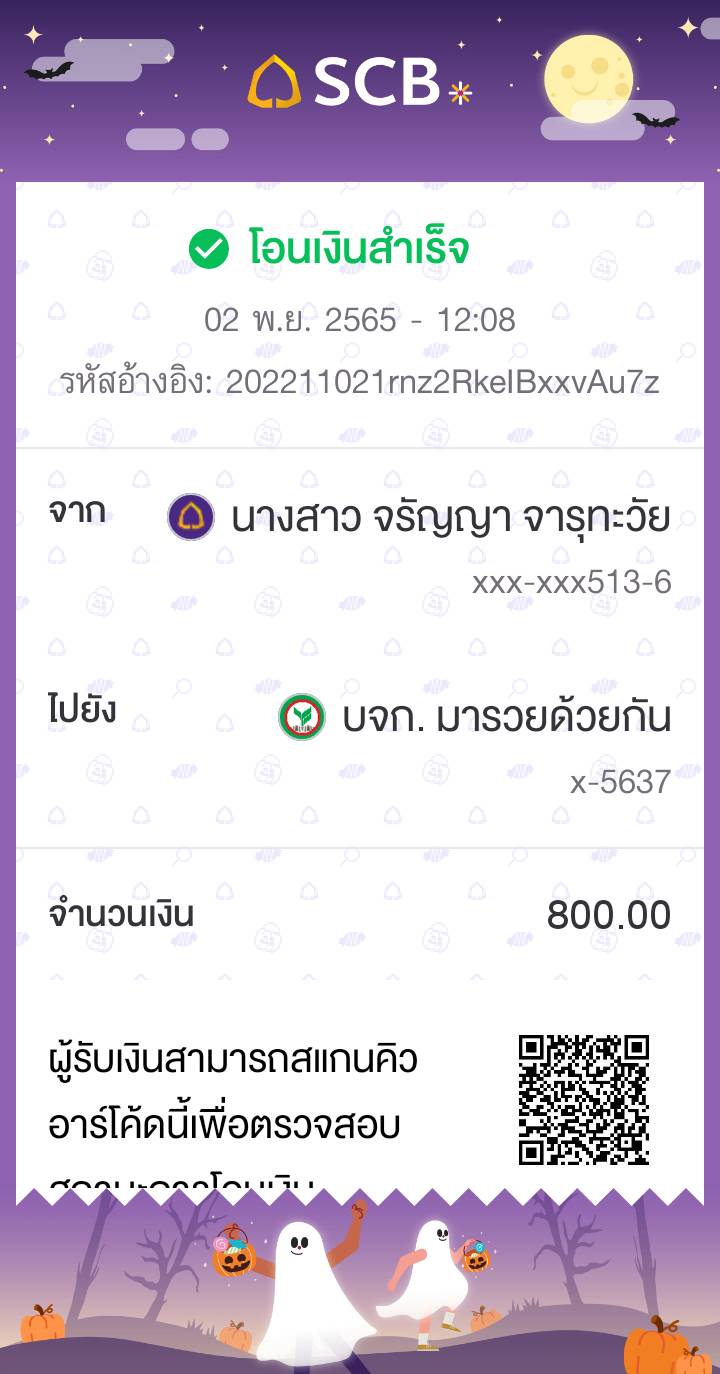 SCB
โอนเงินสำเร็จ
02 พ.ย. 2565 - 12:08
รหัสอ้างอิง: 202211021rnz2RkeIBxxvAu7z
จาก
นางสาว จรัญญา จารุทะวัย
xxx-xxx513-6
ไปยัง
บจก. มารวยด้วยกัน
x-5637
จำนวนเงิน 800.00
ผู้รับเงินสามารถสแกนคิว
อาร์โค้ดนี้เพื่อตรวจสอบ